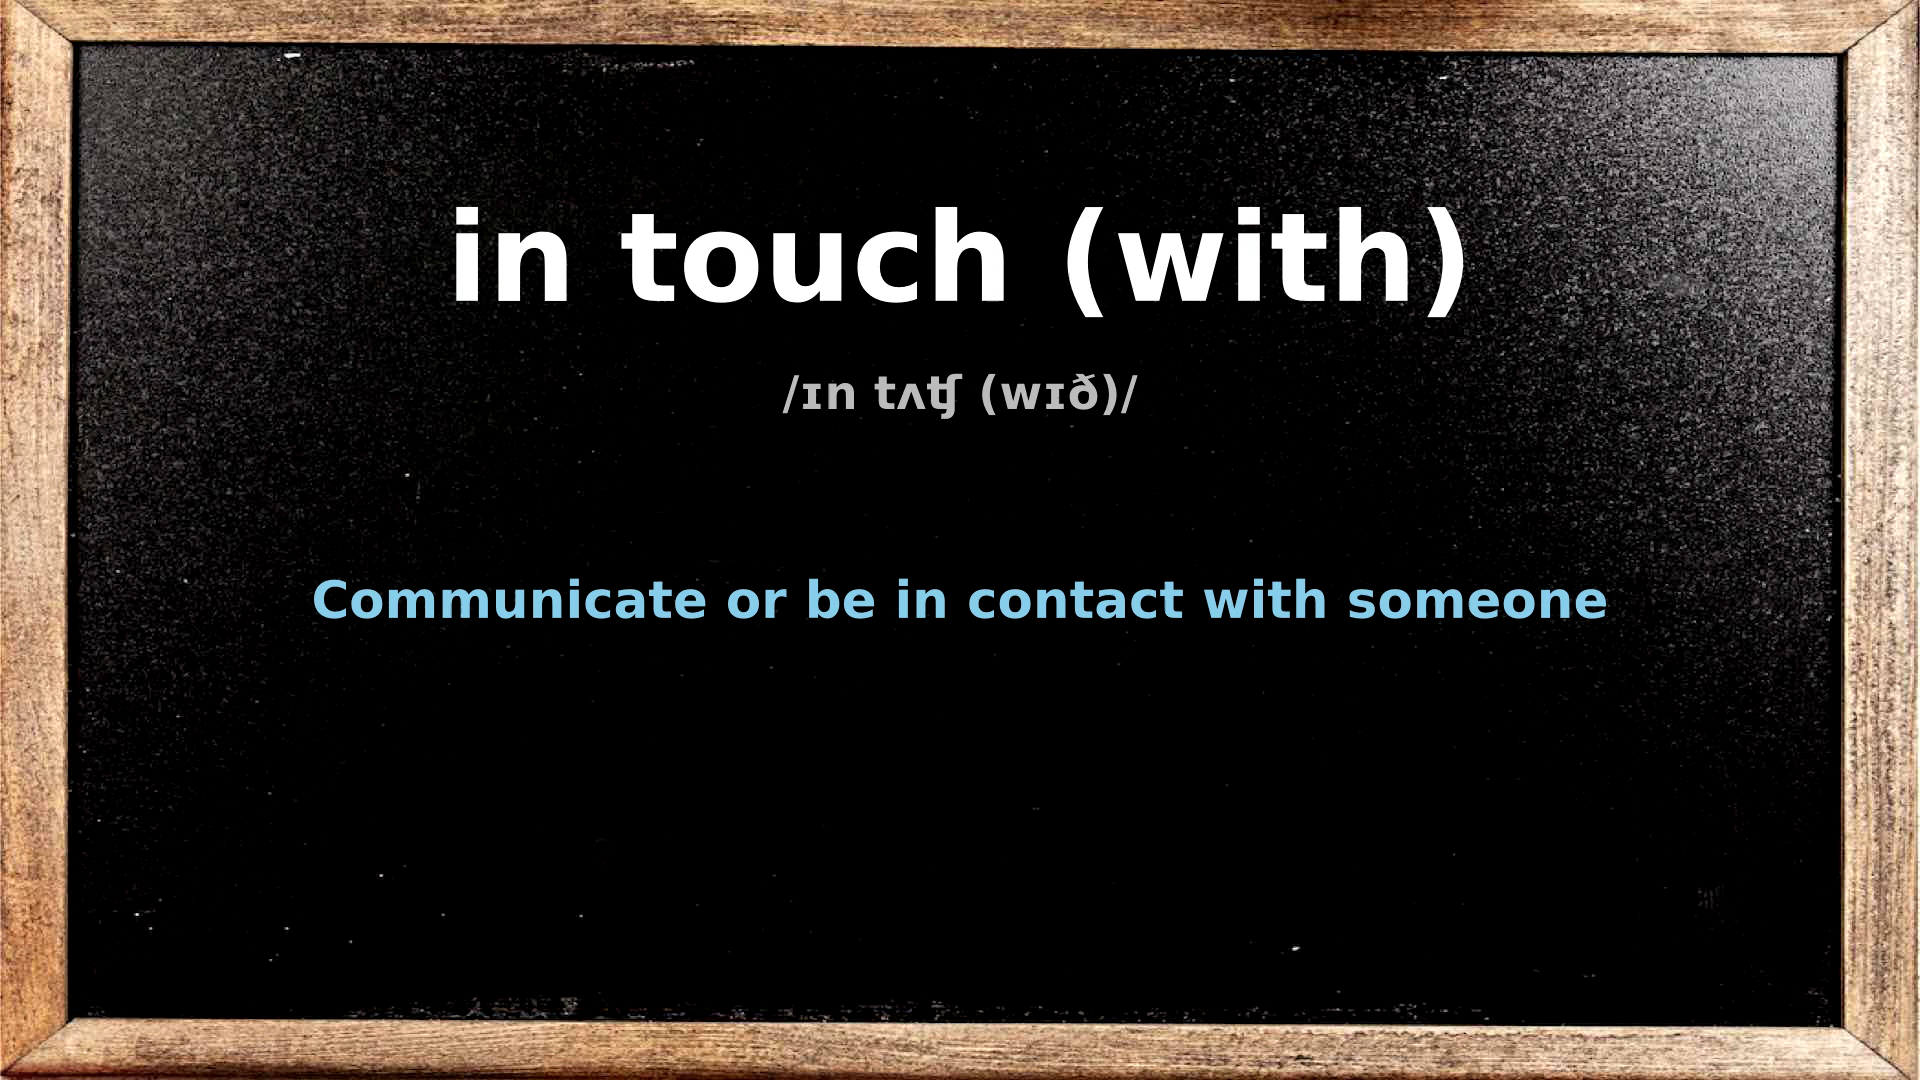 in touch (with)
/ɪn tʌʧ (wɪð)/
Communicate or be in contact with someone